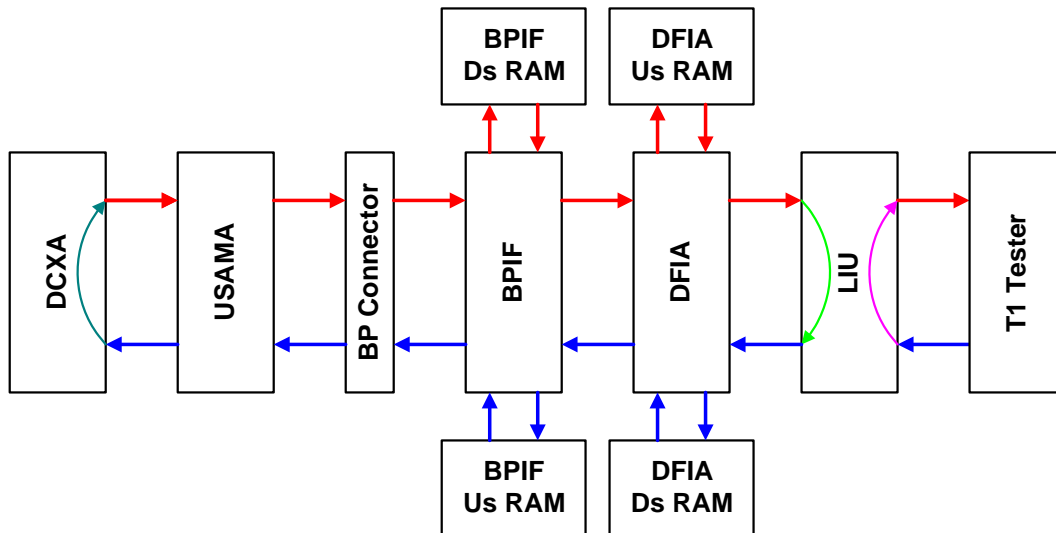 BPIF
Ds RAM
DFIA
Us RAM
DCXA
USAMA
BP Connector
BPIF
DFIA
LIU
T1 Tester
BPIF
Us RAM
DFIA
Ds RAM